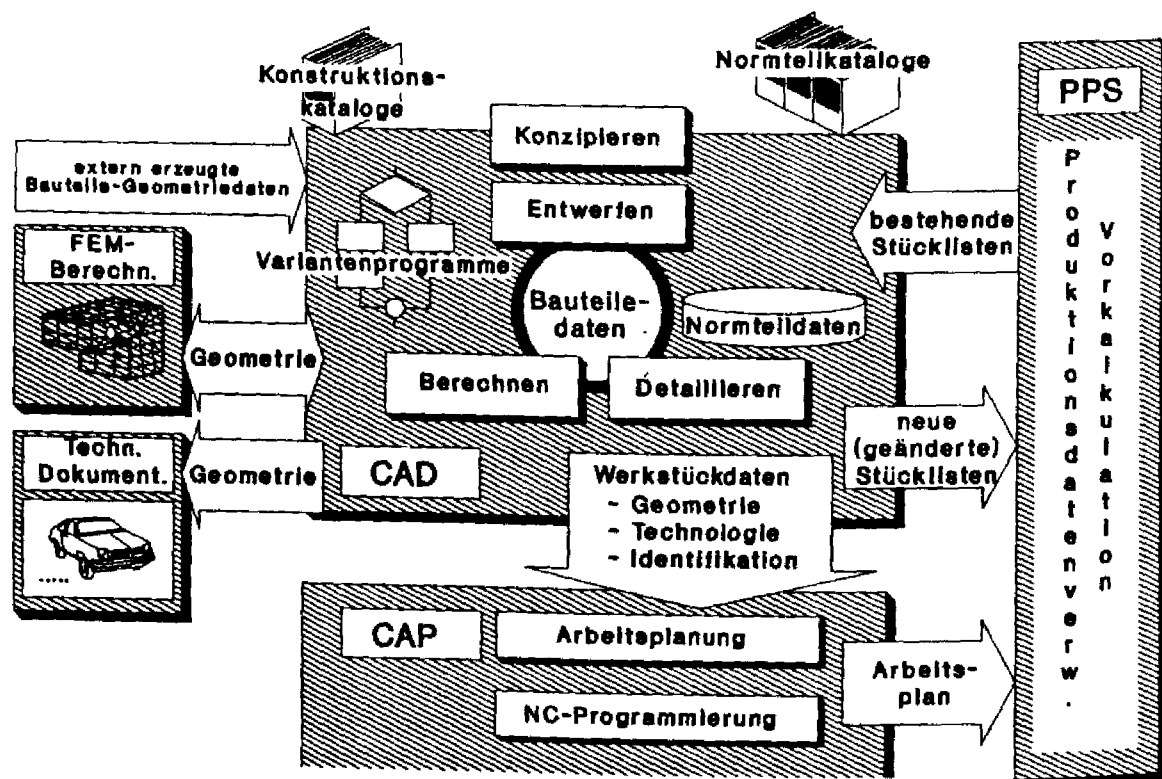 Konstruktions-
kataloge
Normteilkataloge
PPS
Produktionsdatenverw.
Vorkalkulation
extern erzeugte
Bauteile-Geometriedaten
Konzipieren
Entwerfen
Variantenprogramme
Bauteile-
daten
Normteildaten
Berechnen
Detaillieren
CAD
bestehende
Stücklisten
FEM-
Berechn.
Geometrie
Techn.
Dokument.
.....
Geometrie
neue
(geänderte)
Stücklisten
Werkstückdaten
- Geometrie
- Technologie
- Identifikation
CAP
Arbeitsplanung
NC-Programmierung
Arbeits-
plan